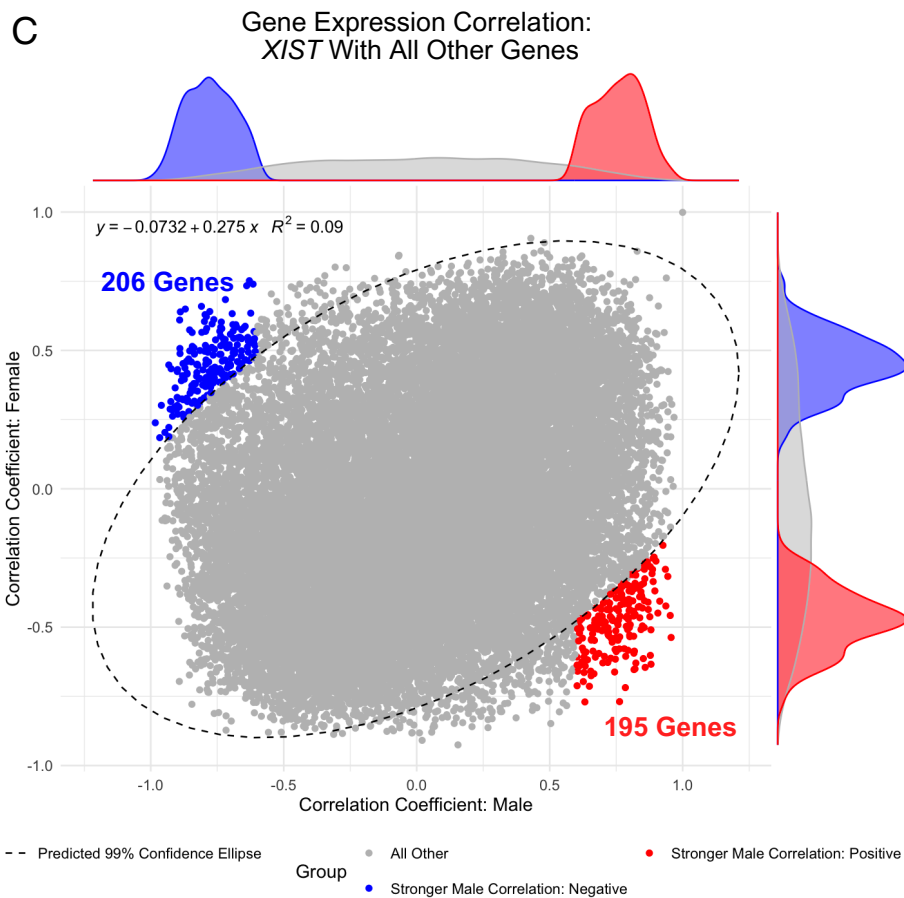 C
Gene Expression Correlation:
XIST With All Other Genes
y = −0.0732 + 0.275 x R² = 0.09
206 Genes
195 Genes
1.0
0.5
0.0
-0.5
-1.0
Correlation Coefficient: Female
-1.0 -0.5 0.0 0.5 1.0
Correlation Coefficient: Male
Predicted 99% Confidence Ellipse
Group
All Other
Stronger Male Correlation: Negative
Stronger Male Correlation: Positive